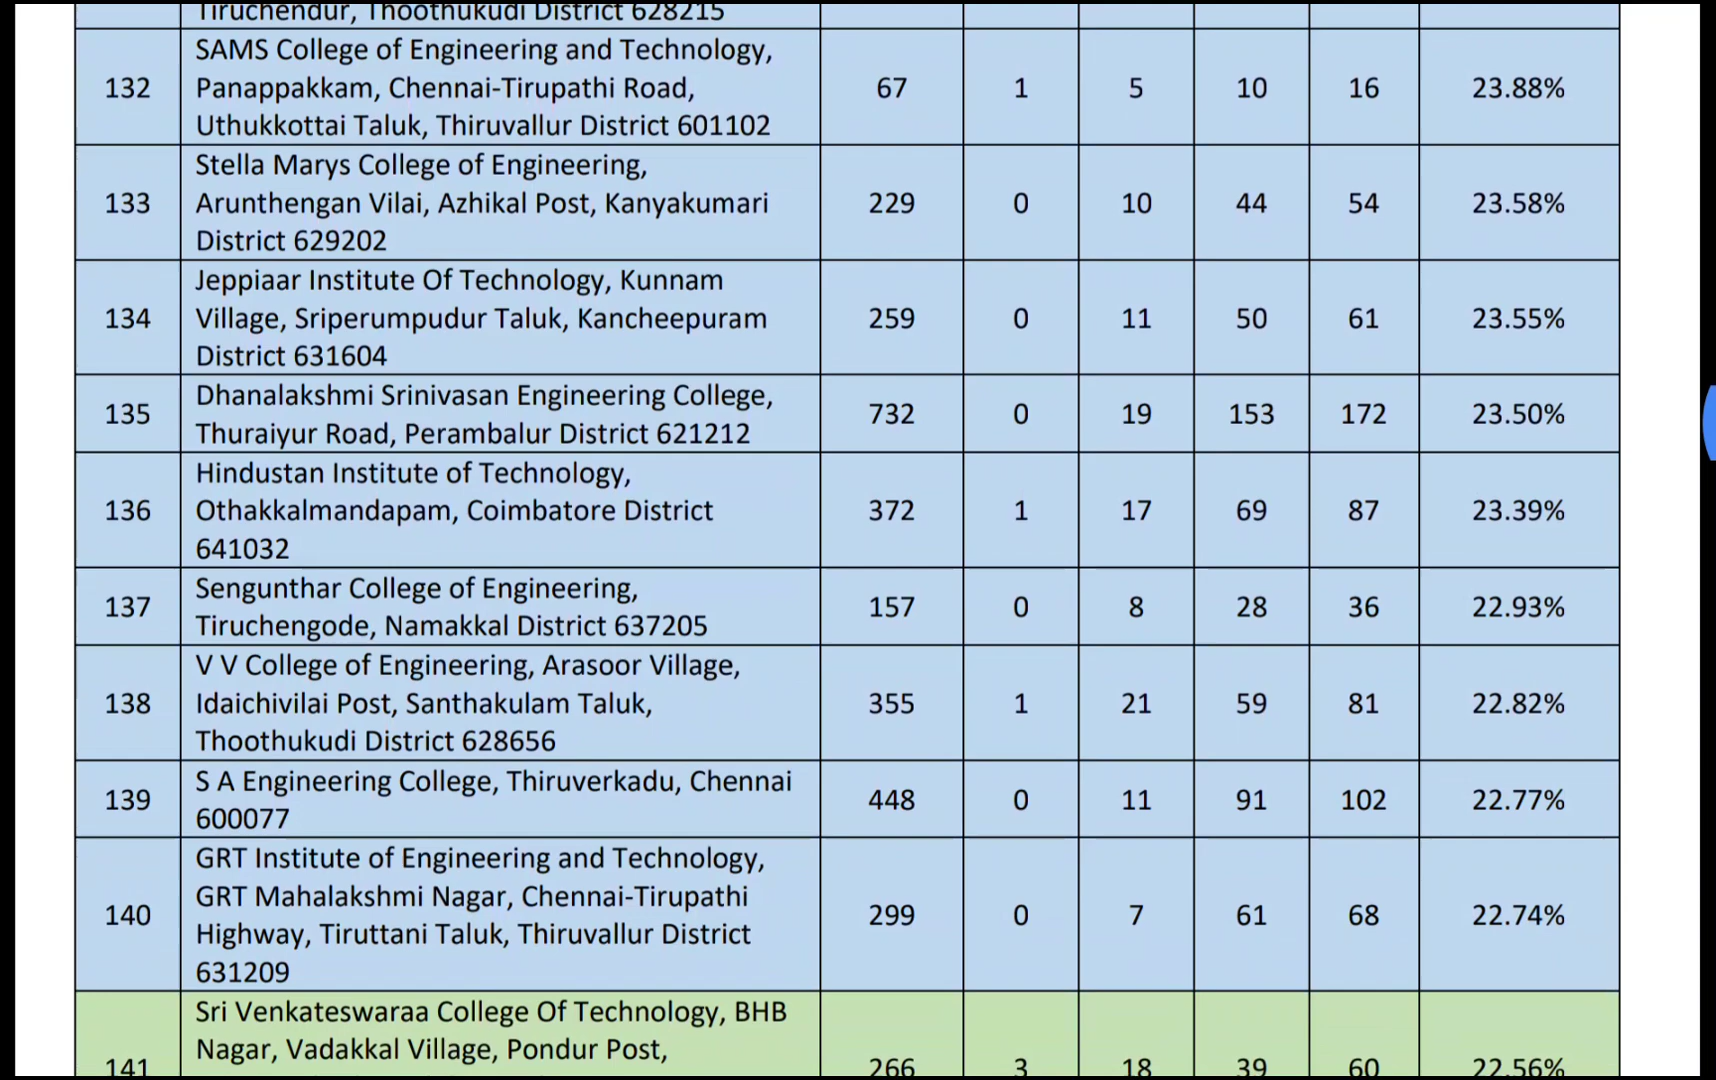 Tiruchendur, Thoothukudi District 628215
SAMS College of Engineering and Technology,
132 Panappakkam, Chennai-Tirupathi Road, 67 1 5 10 16 23.88%
Uthukkottai Taluk, Thiruvallur District 601102
Stella Marys College of Engineering,
133 Arunthengan Vilai, Azhikal Post, Kanyakumari 229 0 10 44 54 23.58%
District 629202
Jeppiaar Institute Of Technology, Kunnam
134 Village, Sriperumpudur Taluk, Kancheepuram 259 0 11 50 61 23.55%
District 631604
Dhanalakshmi Srinivasan Engineering College,
135 732 0 19 153 172 23.50%
Thuraiyur Road, Perambalur District 621212
Hindustan Institute of Technology,
136 Othakkalmandapam, Coimbatore District 372 1 17 69 87 23.39%
641032
Sengunthar College of Engineering,
137 157 0 8 28 36 22.93%
Tiruchengode, Namakkal District 637205
V V College of Engineering, Arasoor Village,
138 Idaichivilai Post, Santhakulam Taluk, 355 1 21 59 81 22.82%
Thoothukudi District 628656
S A Engineering College, Thiruverkadu, Chennai
139 448 0 11 91 102 22.77%
600077
GRT Institute of Engineering and Technology,
GRT Mahalakshmi Nagar, Chennai-Tirupathi
140 299 0 7 61 68 22.74%
Highway, Tiruttani Taluk, Thiruvallur District
631209
Sri Venkateswaraa College Of Technology, BHB
Nagar, Vadakkal Village, Pondur Post,
141 266 3 18 39 60 22.56%